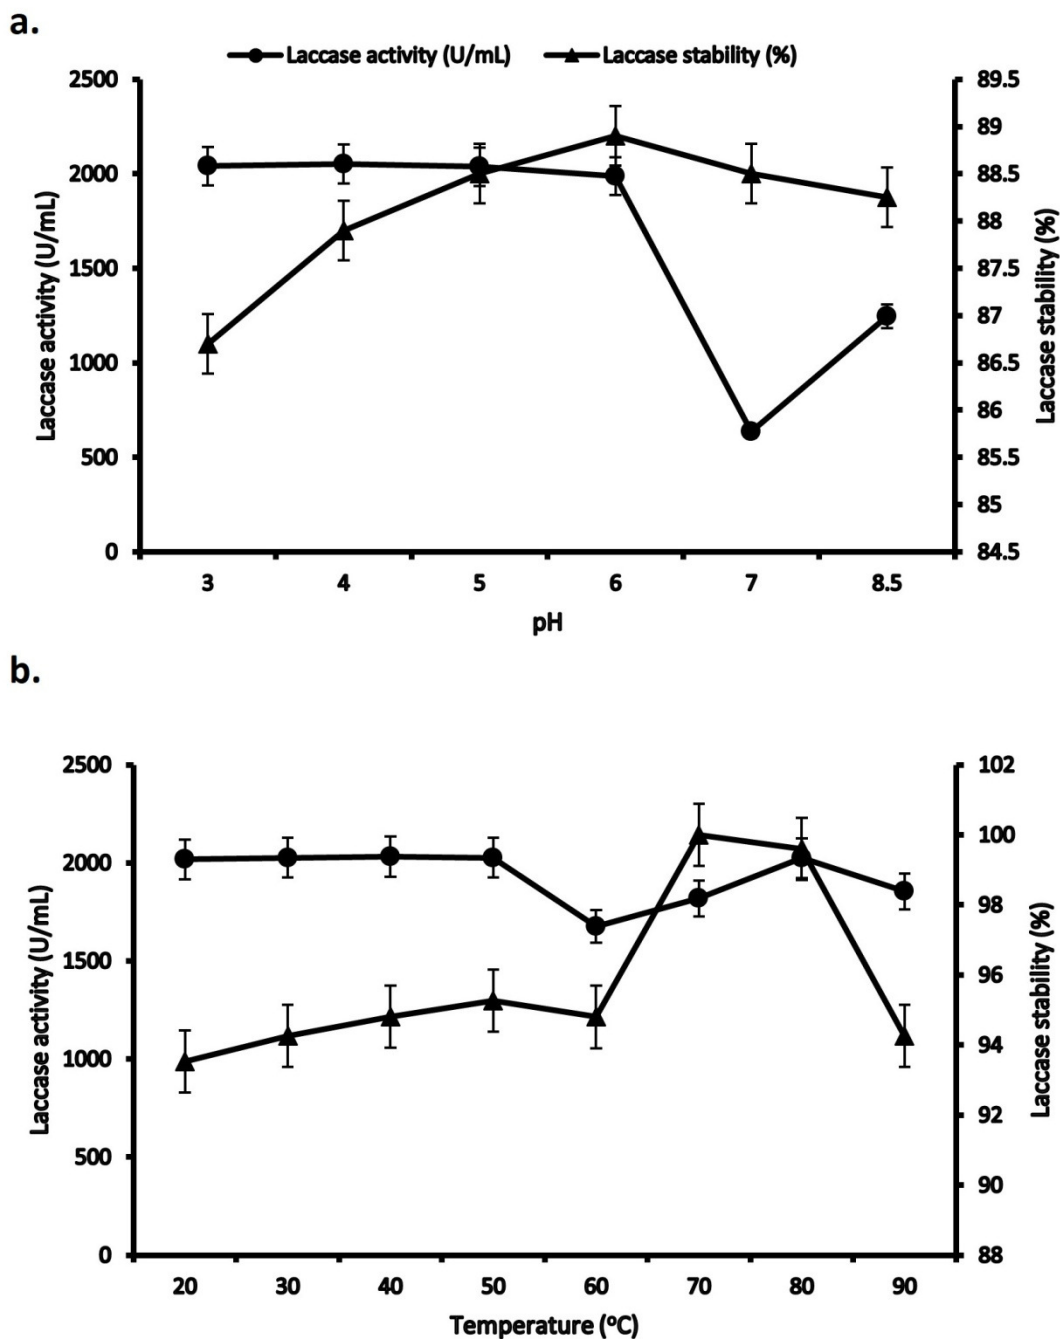 a.
Laccase activity (U/mL) Laccase stability (%)
2500
2000
1500
1000
500
0
Laccase activity (U/mL)
89.5
89
88.5
88
87.5
87
86.5
86
85.5
85
84.5
Laccase stability (%)
3 4 5 6 7 8.5
pH
b.
2500
2000
1500
1000
500
0
Laccase activity (U/mL)
102
100
98
96
94
92
90
88
Laccase stability (%)
20 30 40 50 60 70 80 90
Temperature (ºC)